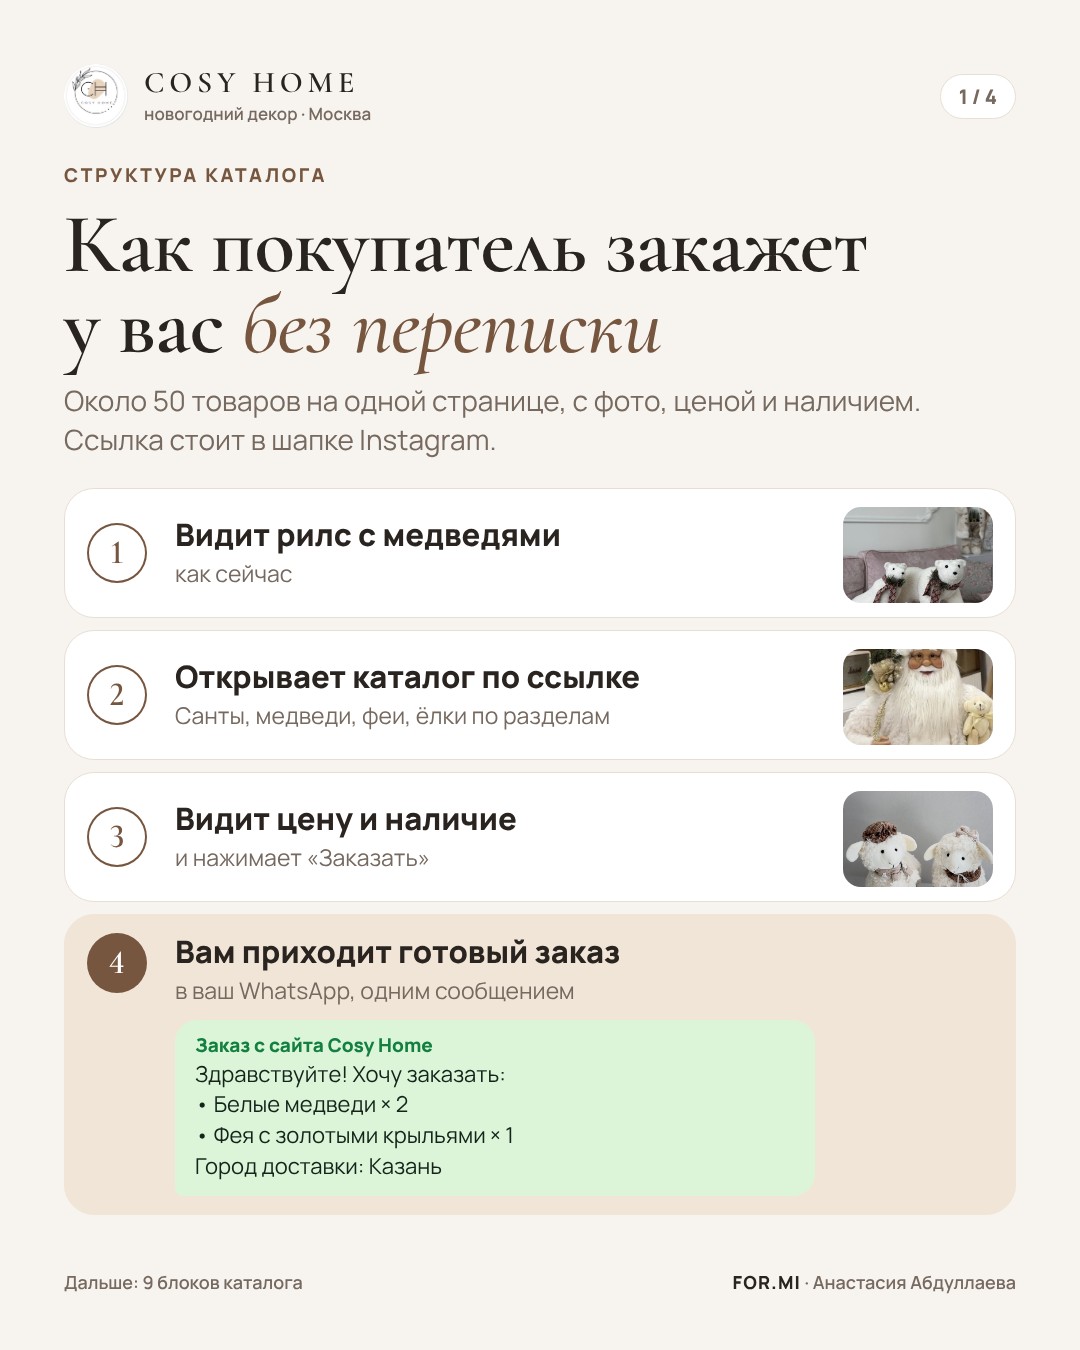 COSY HOME
новогодний декор · Москва
1 / 4
СТРУКТУРА КАТАЛОГА
Как покупатель закажет
у вас без переписки
Около 50 товаров на одной странице, с фото, ценой и наличием.
Ссылка стоит в шапке Instagram.
1
Видит рилс с медведями
как сейчас
2
Открывает каталог по ссылке
Санты, медведи, феи, ёлки по разделам
3
Видит цену и наличие
и нажимает «Заказать»
4
Вам приходит готовый заказ
в ваш WhatsApp, одним сообщением
Заказ с сайта Cosy Home
Здравствуйте! Хочу заказать:
• Белые медведи × 2
• Фея с золотыми крыльями × 1
Город доставки: Казань
Дальше: 9 блоков каталога
FOR.MI · Анастасия Абдуллаева